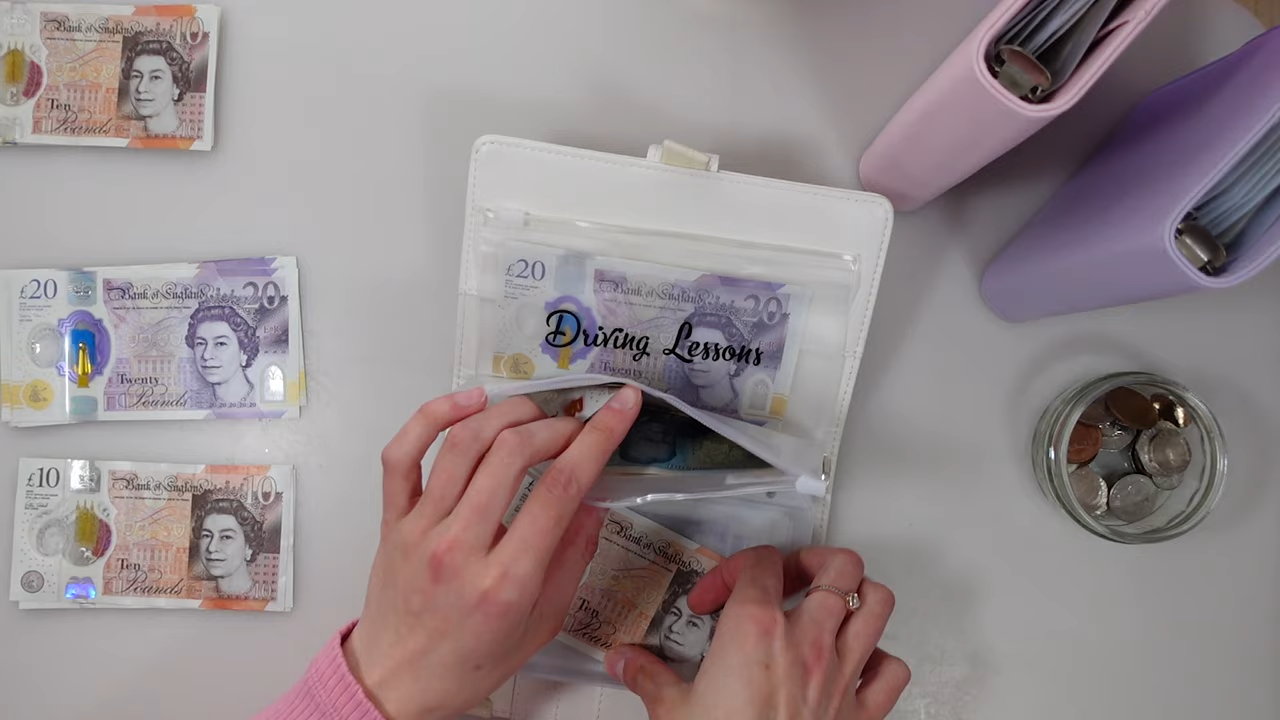 Bank of England 10
Ten
Pounds
£20 Bank of England 20
Twenty
Pounds
£10 Bank of England 10
Ten
Pounds
£20 Bank of England 20
Driving Lessons
Twenty
Bank of England
Ten